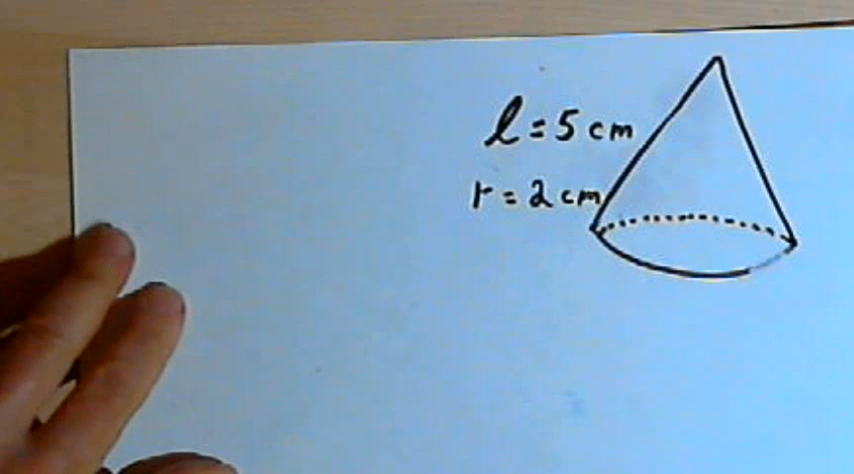 l = 5 cm
r = 2 cm